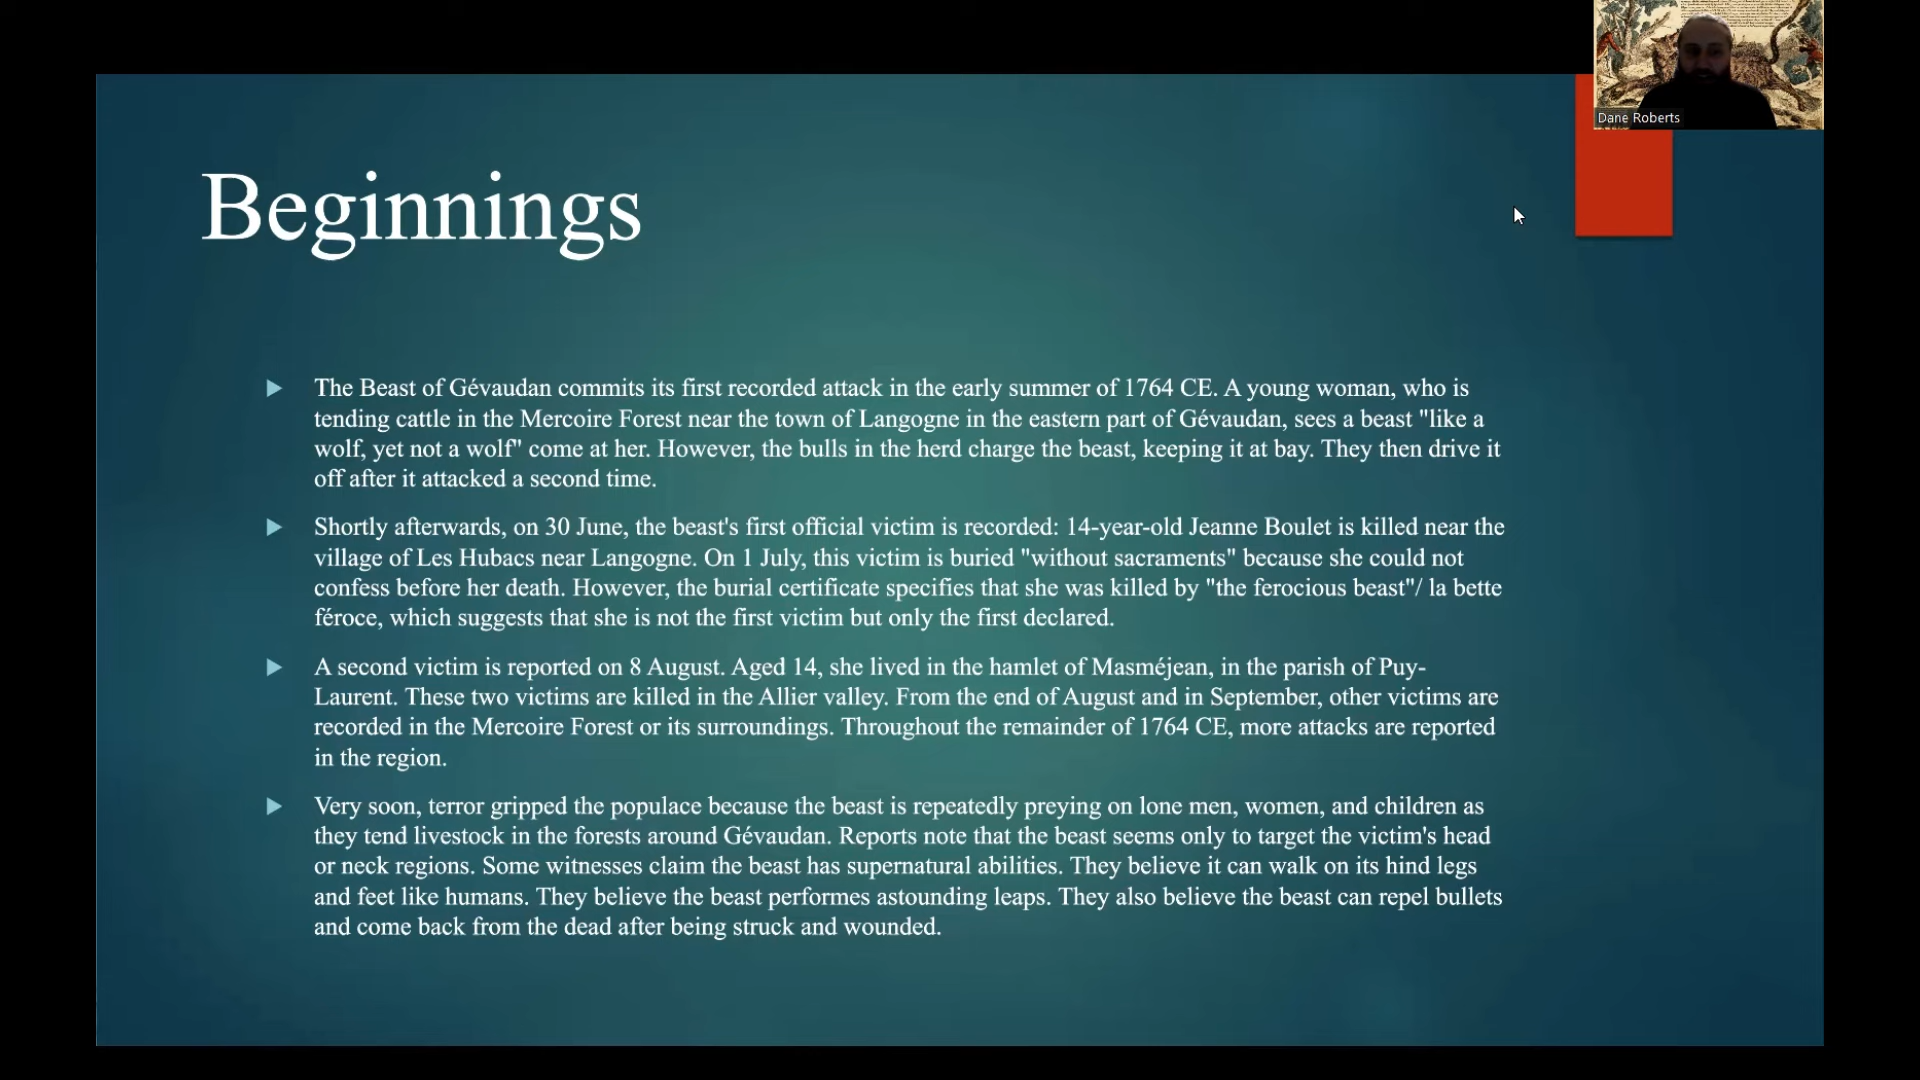 Dane Roberts
Beginnings
The Beast of Gévaudan commits its first recorded attack in the early summer of 1764 CE. A young woman, who is
tending cattle in the Mercoire Forest near the town of Langogne in the eastern part of Gévaudan, sees a beast "like a
wolf, yet not a wolf" come at her. However, the bulls in the herd charge the beast, keeping it at bay. They then drive it
off after it attacked a second time.
Shortly afterwards, on 30 June, the beast's first official victim is recorded: 14-year-old Jeanne Boulet is killed near the
village of Les Hubacs near Langogne. On 1 July, this victim is buried "without sacraments" because she could not
confess before her death. However, the burial certificate specifies that she was killed by "the ferocious beast"/ la bette
féroce, which suggests that she is not the first victim but only the first declared.
A second victim is reported on 8 August. Aged 14, she lived in the hamlet of Masméjean, in the parish of Puy-
Laurent. These two victims are killed in the Allier valley. From the end of August and in September, other victims are
recorded in the Mercoire Forest or its surroundings. Throughout the remainder of 1764 CE, more attacks are reported
in the region.
Very soon, terror gripped the populace because the beast is repeatedly preying on lone men, women, and children as
they tend livestock in the forests around Gévaudan. Reports note that the beast seems only to target the victim's head
or neck regions. Some witnesses claim the beast has supernatural abilities. They believe it can walk on its hind legs
and feet like humans. They believe the beast performes astounding leaps. They also believe the beast can repel bullets
and come back from the dead after being struck and wounded.